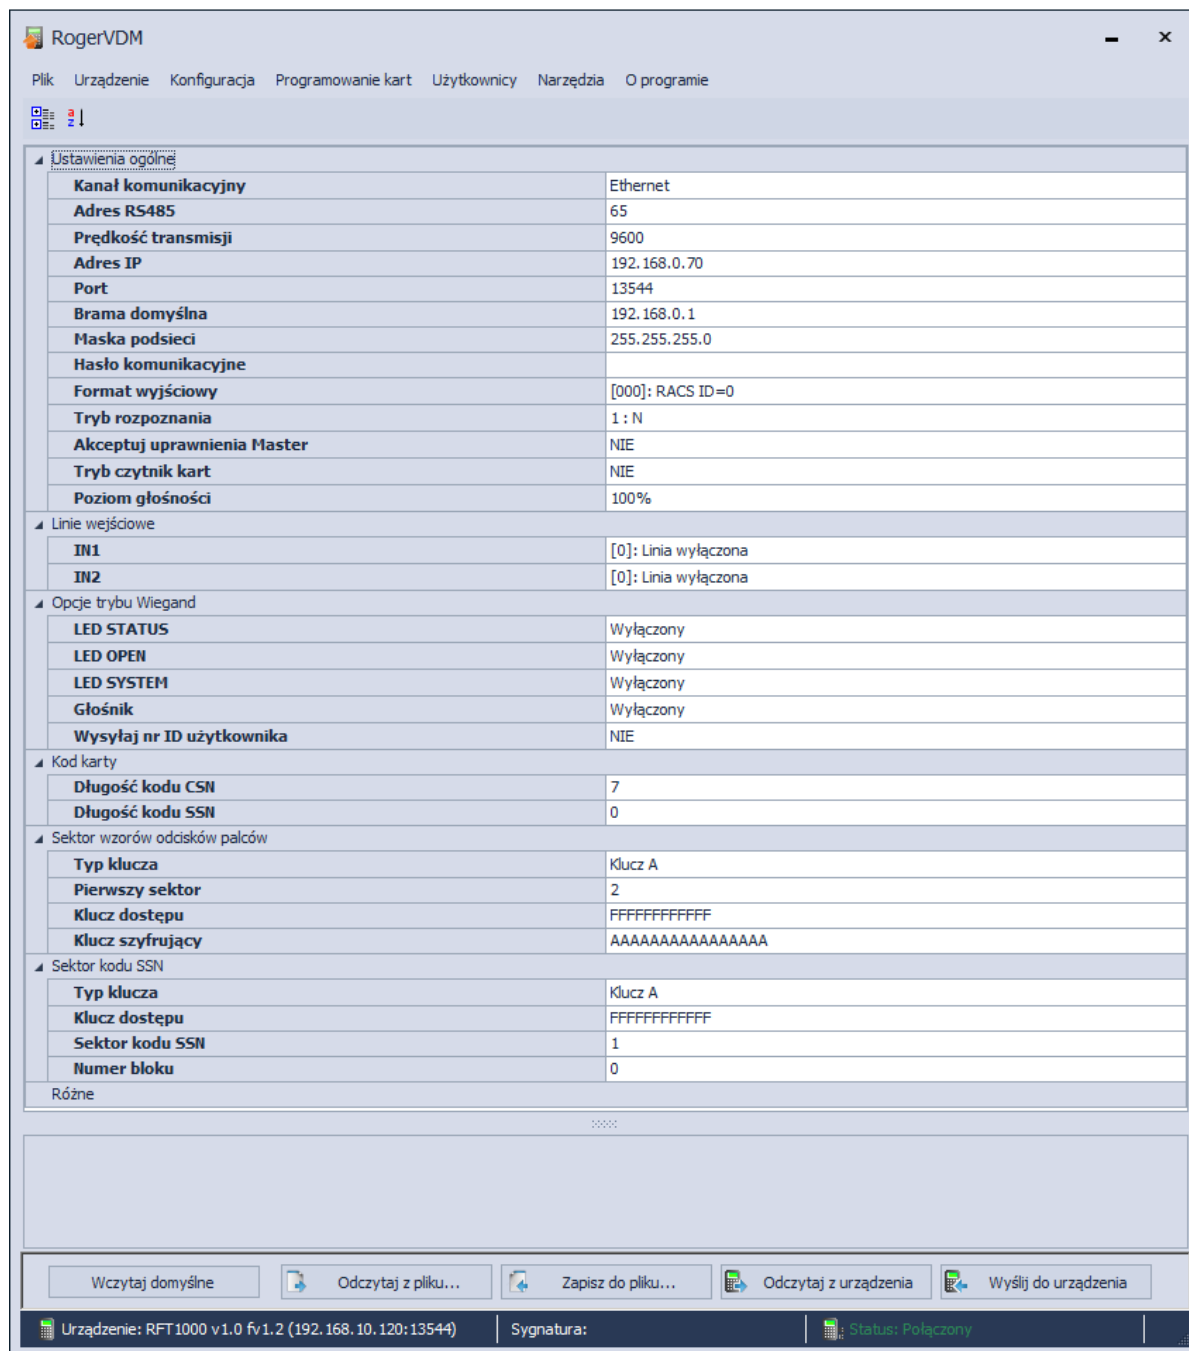 RogerVDM
Plik Urządzenie Konfiguracja Programowanie kart Użytkownicy Narzędzia O programie
Ustawienia ogólne
Kanał komunikacyjny Ethernet
Adres RS485 65
Prędkość transmisji 9600
Adres IP 192.168.0.70
Port 13544
Brama domyślna 192.168.0.1
Maska podsieci 255.255.255.0
Hasło komunikacyjne
Format wyjściowy [000]: RACS ID=0
Tryb rozpoznania 1 : N
Akceptuj uprawnienia Master NIE
Tryb czytnik kart NIE
Poziom głośności 100%
Linie wejściowe
IN1 [0]: Linia wyłączona
IN2 [0]: Linia wyłączona
Opcje trybu Wiegand
LED STATUS Wyłączony
LED OPEN Wyłączony
LED SYSTEM Wyłączony
Głośnik Wyłączony
Wysyłaj nr ID użytkownika NIE
Kod karty
Długość kodu CSN 7
Długość kodu SSN 0
Sektor wzorów odcisków palców
Typ klucza Klucz A
Pierwszy sektor 2
Klucz dostępu FFFFFFFFFFFF
Klucz szyfrujący AAAAAAAAAAAAAAAA
Sektor kodu SSN
Typ klucza Klucz A
Klucz dostępu FFFFFFFFFFFF
Sektor kodu SSN 1
Numer bloku 0
Różne
Wczytaj domyślne Odczytaj z pliku... Zapisz do pliku... Odczytaj z urządzenia Wyślij do urządzenia
Urządzenie: RFT1000 v1.0 fv1.2 (192.168.10.120:13544) Sygnatura: Status: Połączony